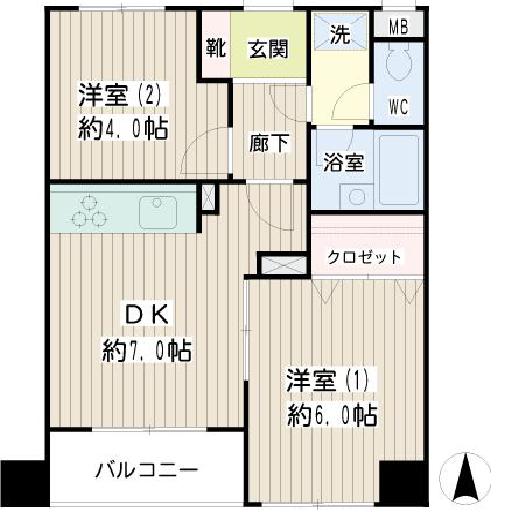 靴
玄関
洗
MB
洋室(2)
約4.0帖
WC
廊下
浴室
クロゼット
DK
約7.0帖
洋室(1)
約6.0帖
バルコニー